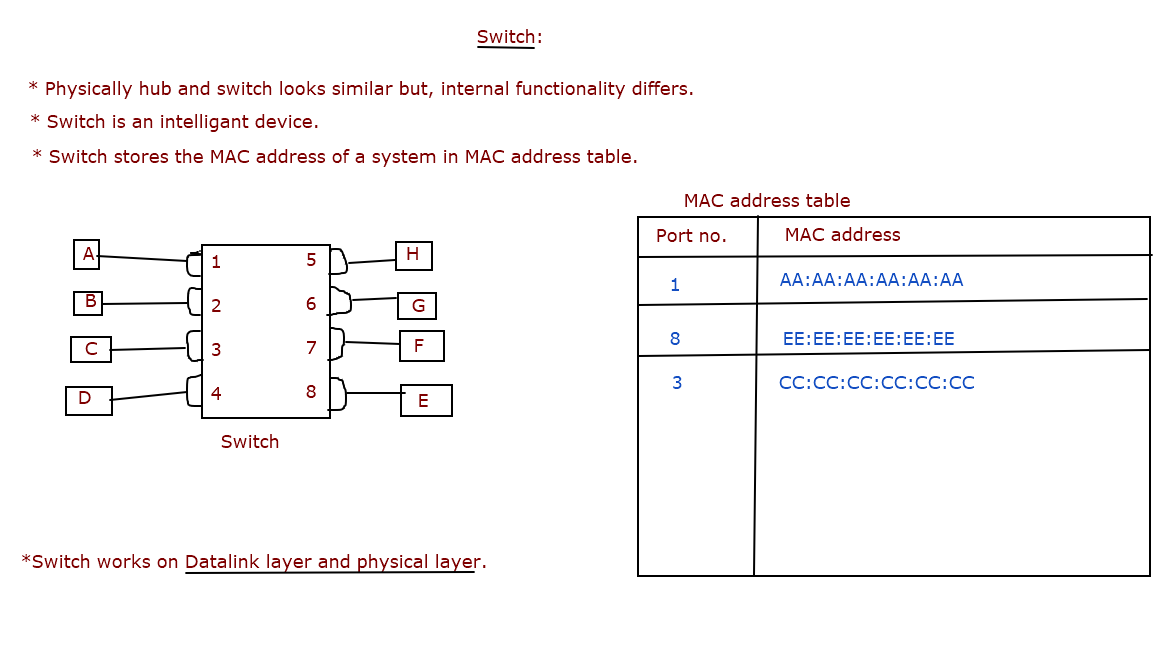 Switch:
* Physically hub and switch looks similar but, internal functionality differs.
* Switch is an intelligant device.
* Switch stores the MAC address of a system in MAC address table.
MAC address table
Port no. MAC address
1 AA:AA:AA:AA:AA:AA
8 EE:EE:EE:EE:EE:EE
3 CC:CC:CC:CC:CC:CC
A 1 5 H
B 2 6 G
C 3 7 F
D 4 8 E
Switch
*Switch works on Datalink layer and physical layer.